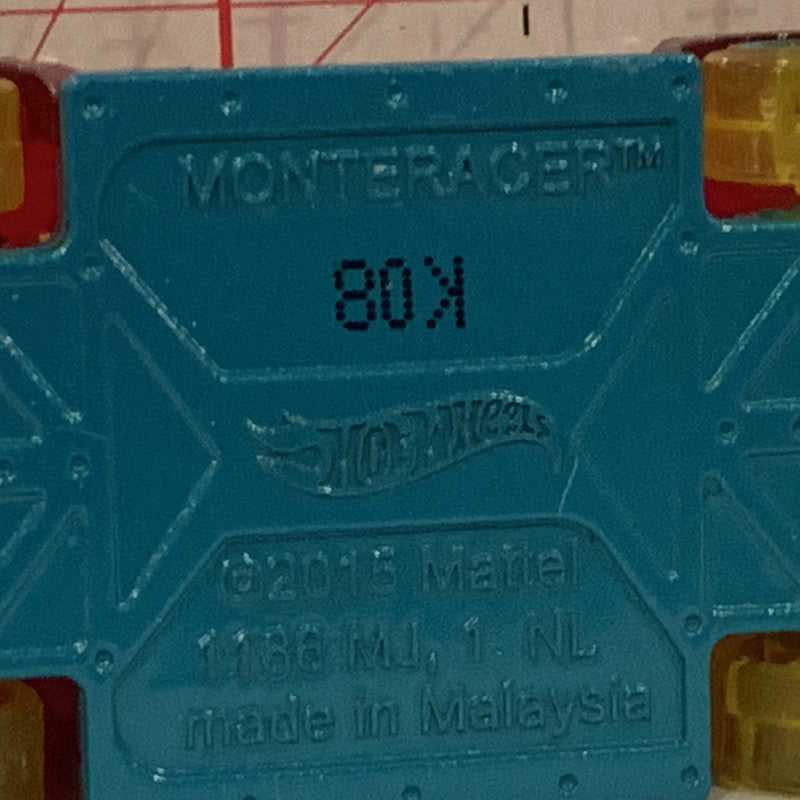 MONTERACER™
K08
Hot Wheels
©2015 Mattel
1186 MJ, 1, NL
made in Malaysia